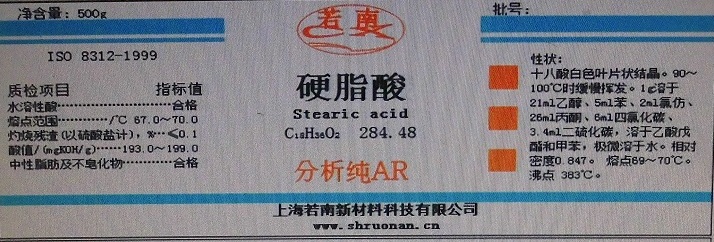 净含量：500g
ISO 8312-1999
质检项目 指标值
水溶性酸················合格
熔点范围·········/℃ 67.0～70.0
灼烧残渣(以硫酸盐计)，%···≤0.1
酸值/(mgKOH/g)······193.0～199.0
中性脂肪及不皂化物········合格
若南
硬脂酸
Stearic acid
C₁₈H₃₆O₂ 284.48
分析纯AR
批号：
性状：
十八酸白色叶片状结晶。90～
100℃时缓慢挥发。1g溶于
21ml乙醇、5ml苯、2ml氯仿、
26ml丙酮、6ml四氯化碳、
3.4ml二硫化碳，溶于乙酸戊
酯和甲苯，极微溶于水。相对
密度0.847。 熔点69～70℃。
沸点 383℃。
上海若南新材料科技有限公司
www.shruonan.cn